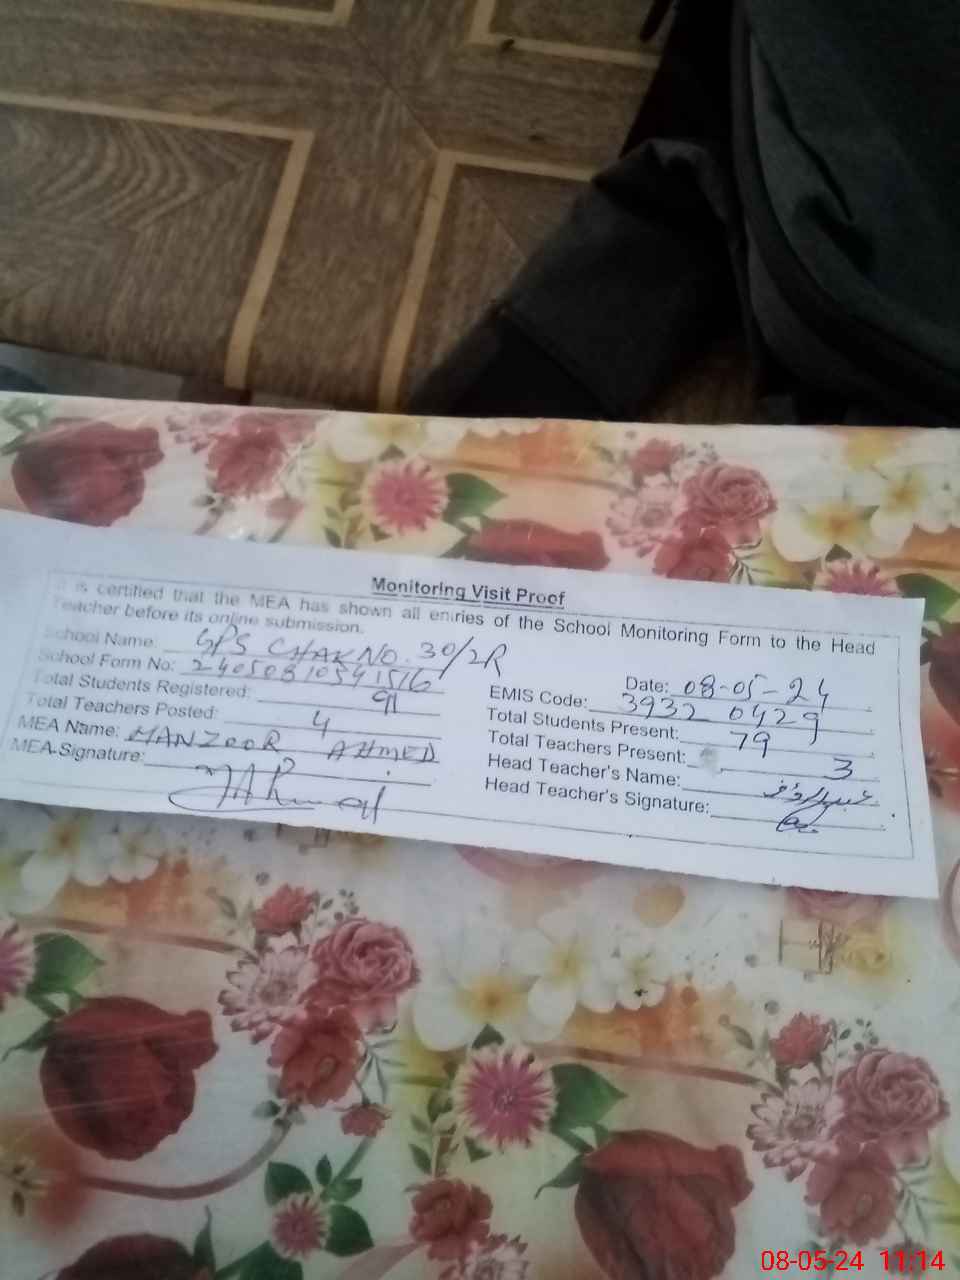 Monitoring Visit Proof
It is certified that the MEA has shown all entries of the School Monitoring Form to the Head
Teacher before its online submission.
School Name: GPS CHAK NO. 30/2R
Date: 08-05-24
School Form No: 24050810541516
EMIS Code: 39320429
Total Students Registered: 91
Total Students Present: 79
Total Teachers Posted: 4
Total Teachers Present: 3
MEA Name: MANZOOR AHMED
Head Teacher's Name:
MEA Signature:
Head Teacher's Signature:
08-05-24 11:14